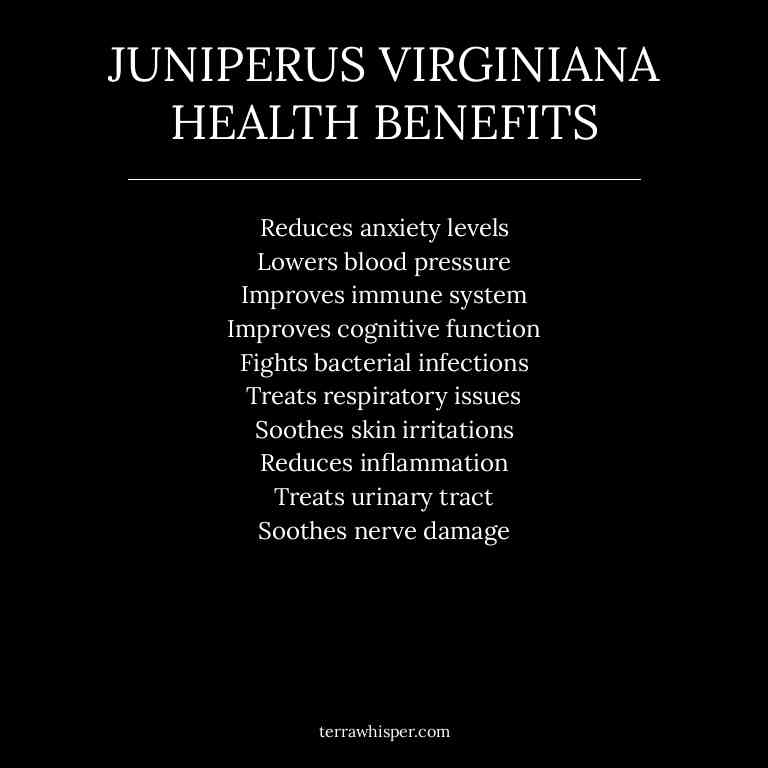 JUNIPERUS VIRGINIANA
HEALTH BENEFITS
Reduces anxiety levels
Lowers blood pressure
Improves immune system
Improves cognitive function
Fights bacterial infections
Treats respiratory issues
Soothes skin irritations
Reduces inflammation
Treats urinary tract
Soothes nerve damage
terrawhisper.com